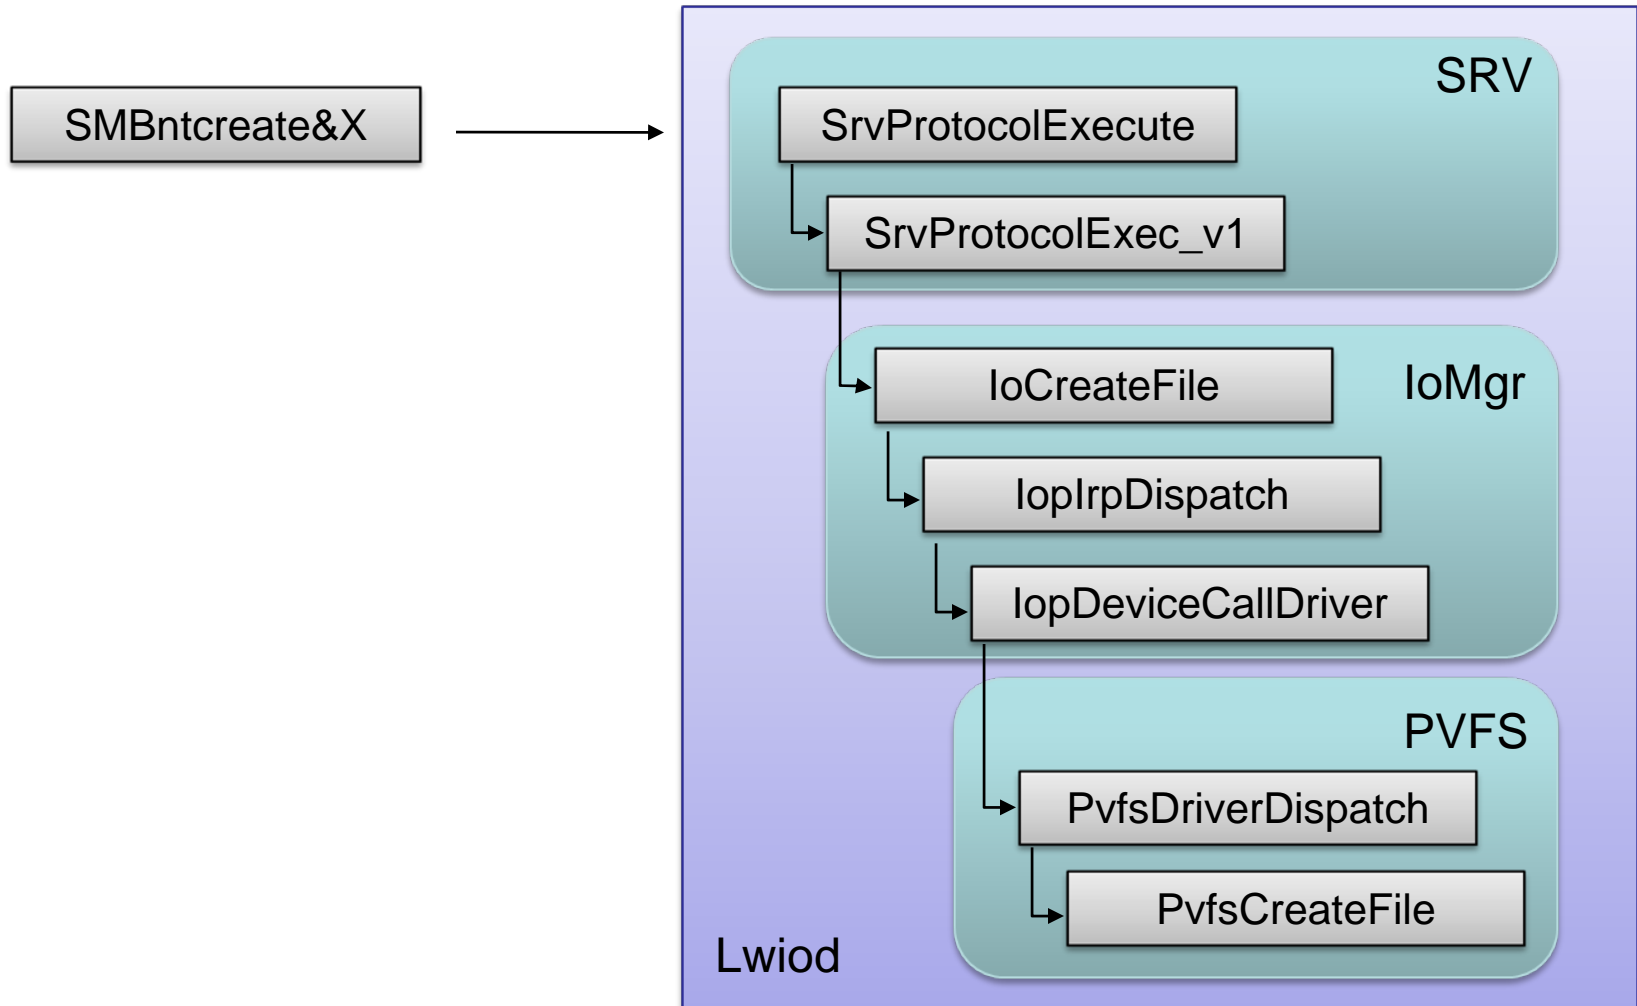 SRV
SMBntcreate&X
SrvProtocolExecute
SrvProtocolExec_v1
IoMgr
IoCreateFile
IopIrpDispatch
IopDeviceCallDriver
PVFS
PvfsDriverDispatch
PvfsCreateFile
Lwiod